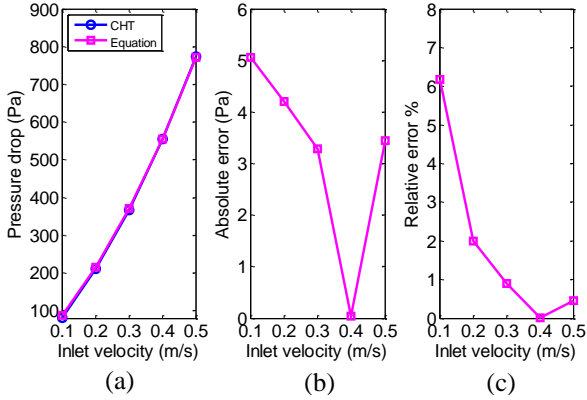 CHT
Equation
Pressure drop (Pa)
900
800
700
600
500
400
300
200
100
0.1 0.2 0.3 0.4 0.5
Inlet velocity (m/s)
(a)
Absolute error (Pa)
6
5
4
3
2
1
0
0.1 0.2 0.3 0.4 0.5
Inlet velocity (m/s)
(b)
Relative error %
8
7
6
5
4
3
2
1
0
0.1 0.2 0.3 0.4 0.5
Inlet velocity (m/s)
(c)